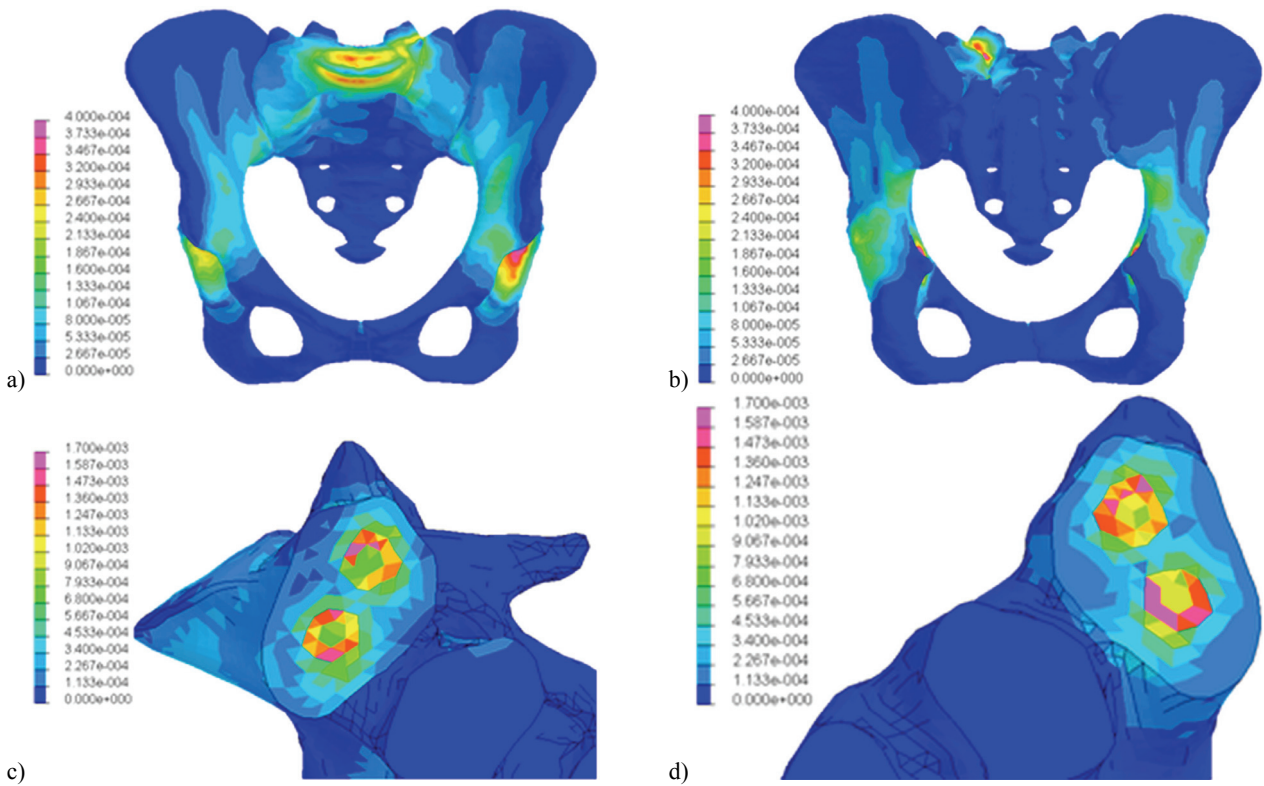 4.000e-004
3.733e-004
3.467e-004
3.200e-004
2.933e-004
2.667e-004
2.400e-004
2.133e-004
1.867e-004
1.600e-004
1.333e-004
1.067e-004
8.000e-005
5.333e-005
2.667e-005
0.000e+000
a)
4.000e-004
3.733e-004
3.467e-004
3.200e-004
2.933e-004
2.667e-004
2.400e-004
2.133e-004
1.867e-004
1.600e-004
1.333e-004
1.067e-004
8.000e-005
5.333e-005
2.667e-005
0.000e+000
b)
1.700e-003
1.587e-003
1.473e-003
1.360e-003
1.247e-003
1.133e-003
1.020e-003
9.067e-004
7.933e-004
6.800e-004
5.667e-004
4.533e-004
3.400e-004
2.267e-004
1.133e-004
0.000e+000
c)
1.700e-003
1.587e-003
1.473e-003
1.360e-003
1.247e-003
1.133e-003
1.020e-003
9.067e-004
7.933e-004
6.800e-004
5.667e-004
4.533e-004
3.400e-004
2.267e-004
1.133e-004
0.000e+000
d)